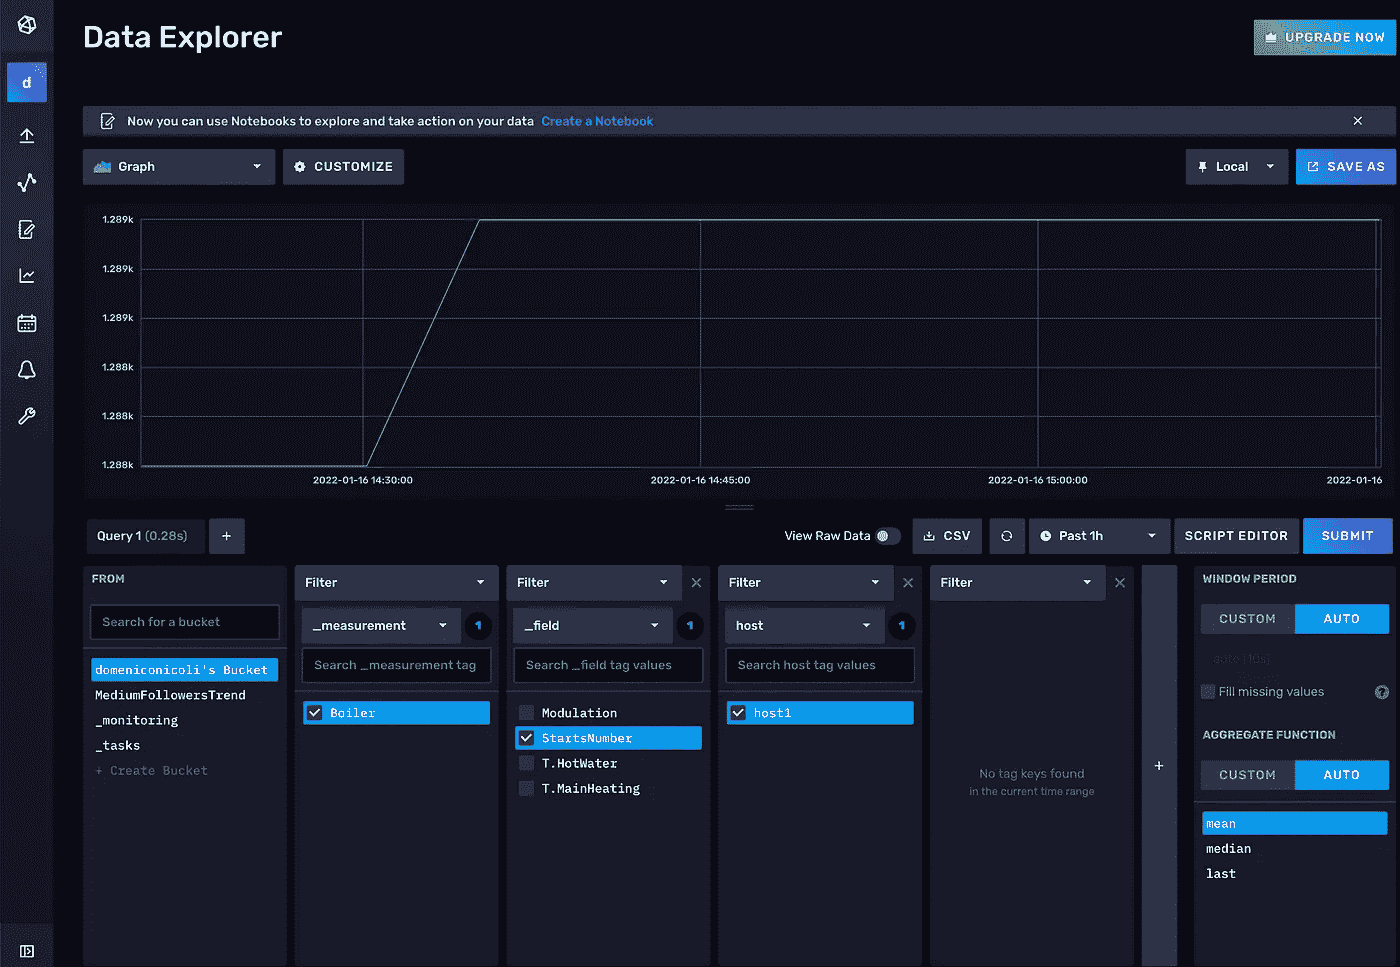 Data Explorer
UPGRADE NOW
d
Now you can use Notebooks to explore and take action on your data Create a Notebook
Graph
CUSTOMIZE
Local
SAVE AS
1.289k
1.289k
1.289k
1.288k
1.288k
1.288k
2022-01-16 14:30:00
2022-01-16 14:45:00
2022-01-16 15:00:00
2022-01-16
Query 1 (0.28s)
+
View Raw Data
CSV
Past 1h
SCRIPT EDITOR
SUBMIT
FROM
Search for a bucket
domeniconicoli's Bucket
MediumFollowersTrend
_monitoring
_tasks
+ Create Bucket
Filter
_measurement
1
Search _measurement tag
Boiler
Filter
_field
1
Search _field tag values
Modulation
StartsNumber
T.HotWater
T.MainHeating
Filter
host
1
Search host tag values
host1
Filter
No tag keys found
in the current time range
+
WINDOW PERIOD
CUSTOM
AUTO
auto (10s)
Fill missing values
?
AGGREGATE FUNCTION
CUSTOM
AUTO
mean
median
last